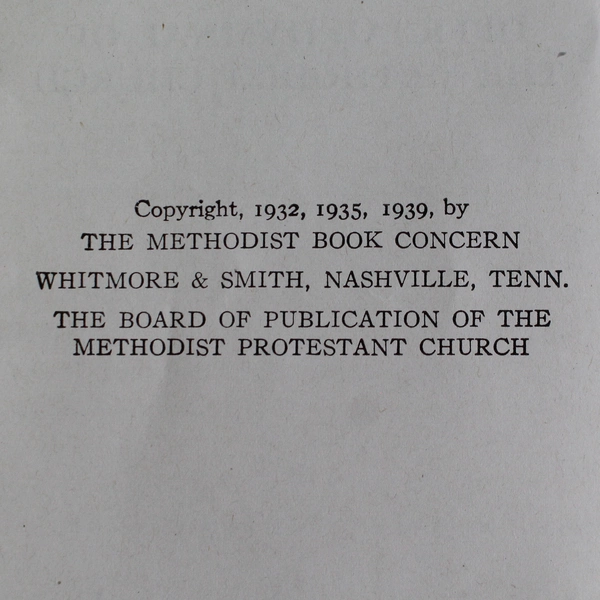 Copyright, 1932, 1935, 1939, by
THE METHODIST BOOK CONCERN
WHITMORE & SMITH, NASHVILLE, TENN.
THE BOARD OF PUBLICATION OF THE
METHODIST PROTESTANT CHURCH